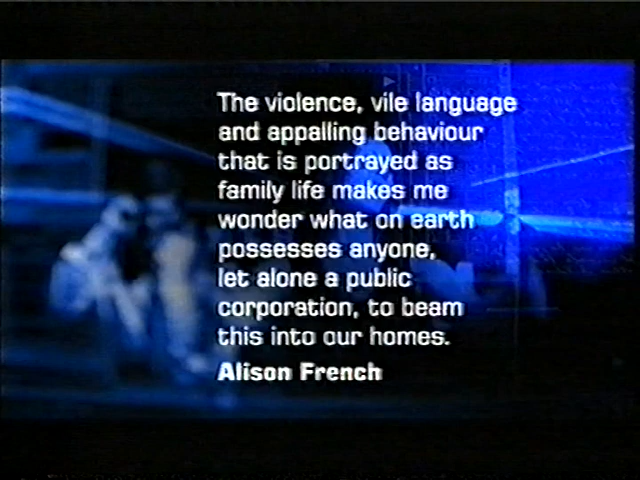 The violence, vile language
and appalling behaviour
that is portrayed as
family life makes me
wonder what on earth
possesses anyone,
let alone a public
corporation, to beam
this into our homes.
Alison French